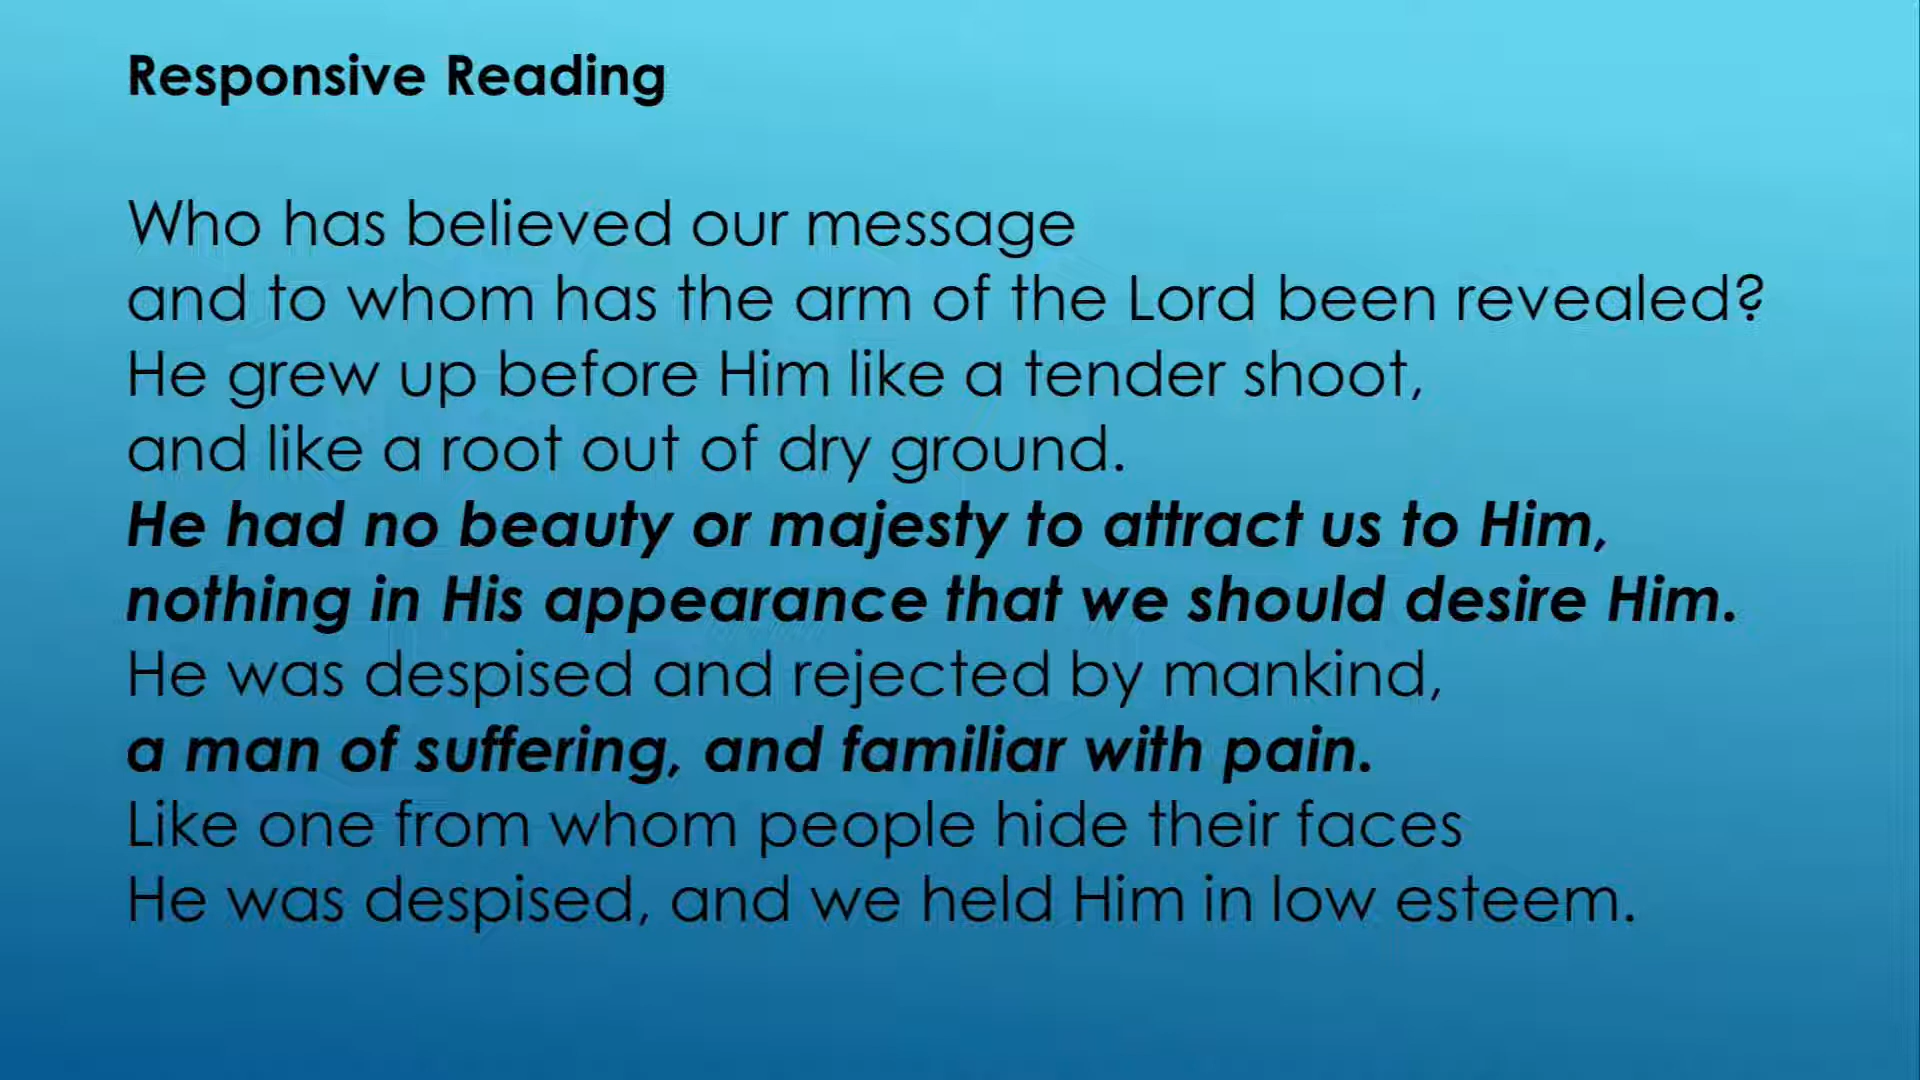 Responsive Reading
Who has believed our message
and to whom has the arm of the Lord been revealed?
He grew up before Him like a tender shoot,
and like a root out of dry ground.
He had no beauty or majesty to attract us to Him,
nothing in His appearance that we should desire Him.
He was despised and rejected by mankind,
a man of suffering, and familiar with pain.
Like one from whom people hide their faces
He was despised, and we held Him in low esteem.